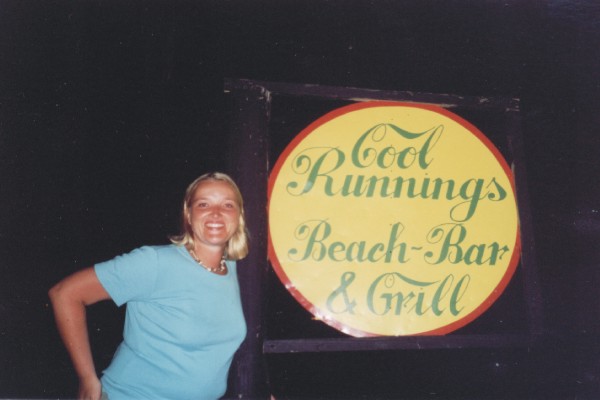 Cool
Runnings
Beach-Bar
& Grill